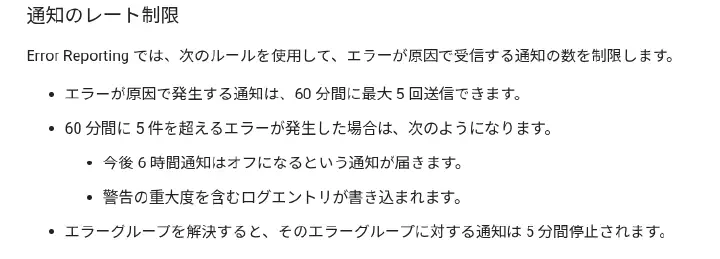 通知のレート制限
Error Reporting では、次のルールを使用して、エラーが原因で受信する通知の数を制限します。
• エラーが原因で発生する通知は、60 分間に最大 5 回送信できます。
• 60 分間に 5 件を超えるエラーが発生した場合は、次のようになります。
• 今後 6 時間通知はオフになるという通知が届きます。
• 警告の重大度を含むログエントリが書き込まれます。
• エラーグループを解決すると、そのエラーグループに対する通知は 5 分間停止されます。